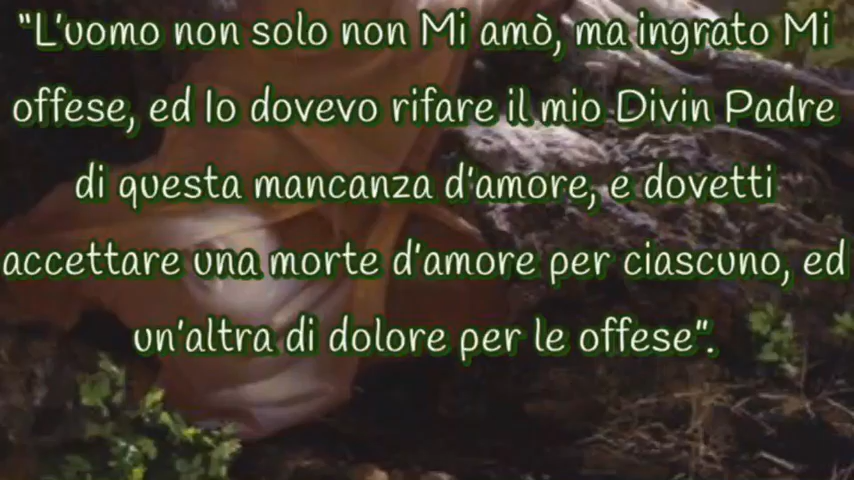 "L'uomo non solo non Mi amò, ma ingrato Mi
offese, ed Io dovevo rifare il mio Divin Padre
di questa mancanza d'amore, e dovetti
accettare una morte d'amore per ciascuno, ed
un'altra di dolore per le offese".